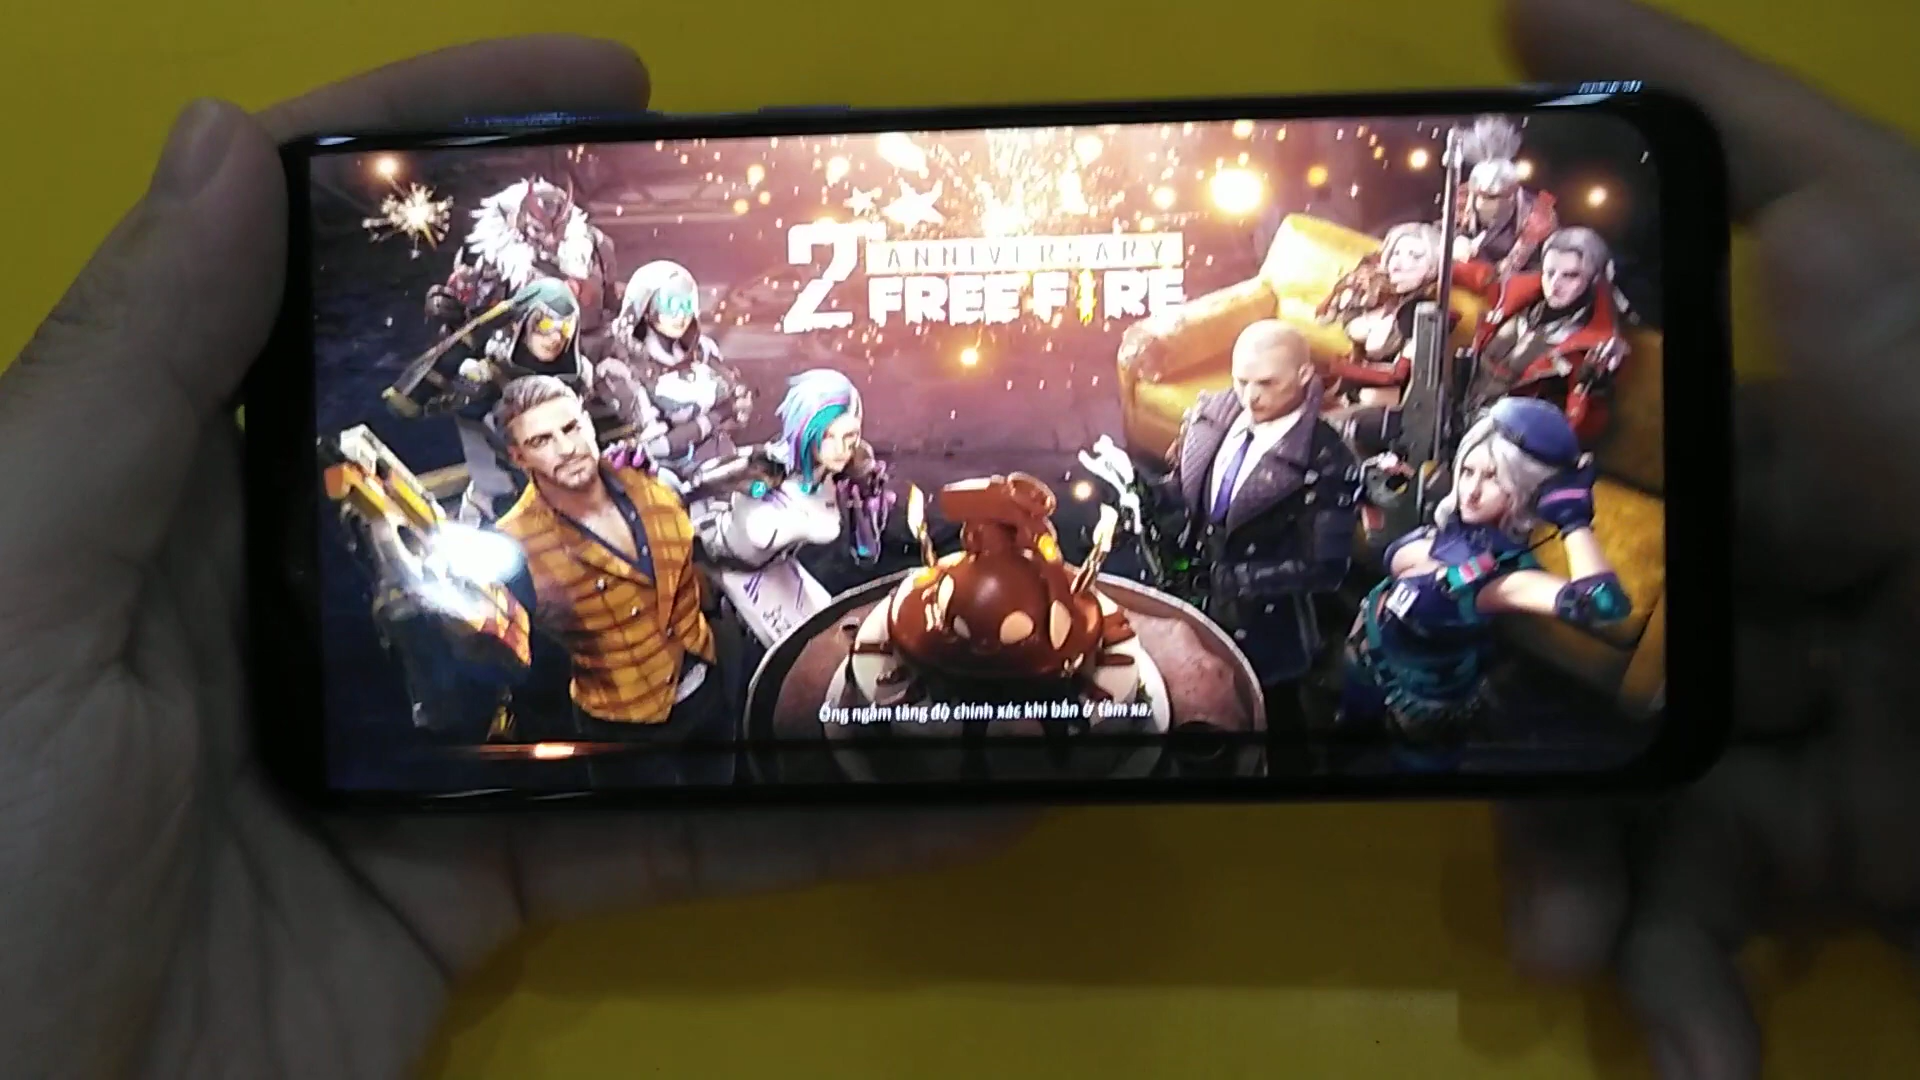 2
ANNIVERSARY
FREE FIRE
Ống ngắm tăng độ chính xác khi bắn ở tầm xa.